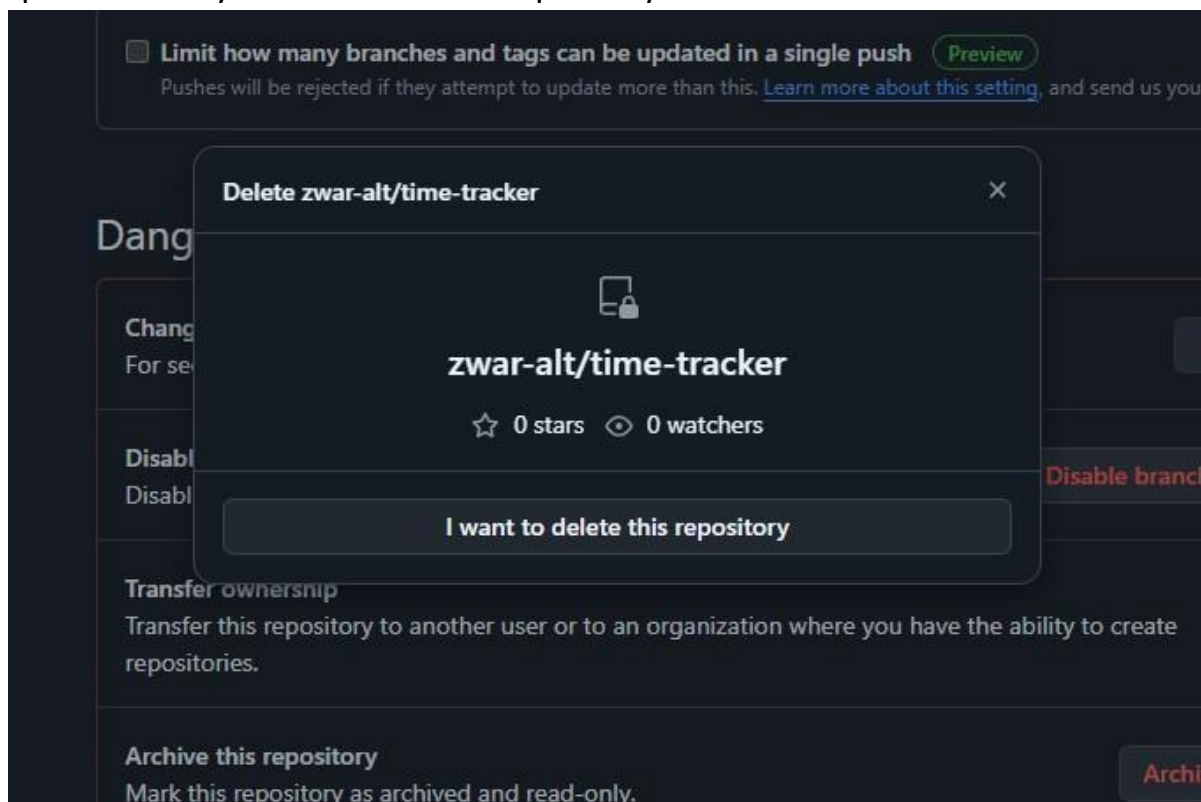 Limit how many branches and tags can be updated in a single push Preview
Pushes will be rejected if they attempt to update more than this. Learn more about this setting, and send us you
Delete zwar-alt/time-tracker
Dang
zwar-alt/time-tracker
0 stars 0 watchers
Chang
For se
Disabl
Disabl
Disable branch
I want to delete this repository
Transfer ownership
Transfer this repository to another user or to an organization where you have the ability to create
repositories.
Archive this repository
Archi
Mark this repository as archived and read-only.